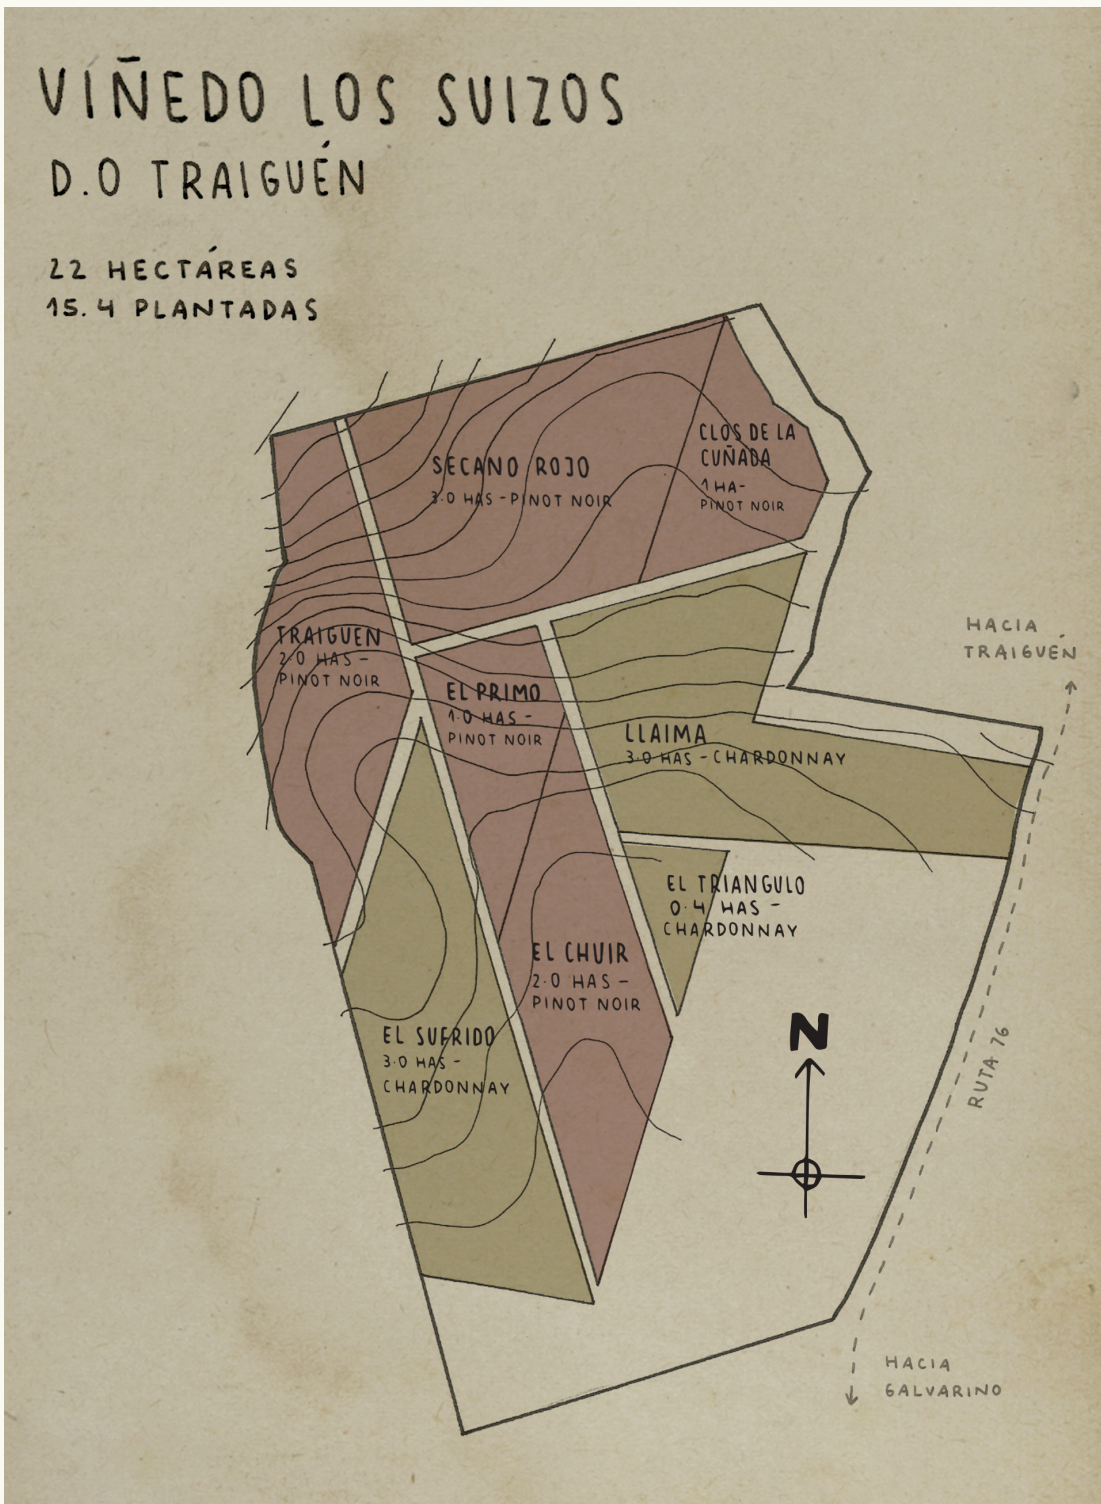 VIÑEDO LOS SUIZOS
D.O TRAIGUÉN
22 HECTÁREAS
15.4 PLANTADAS
SECANO ROJO
3.0 HAS - PINOT NOIR
CLOS DE LA
CUÑADA
1 HA-
PINOT NOIR
TRAIGUEN
2.0 HAS -
PINOT NOIR
EL PRIMO
1.0 HAS -
PINOT NOIR
LLAIMA
3.0 HAS - CHARDONNAY
EL TRIANGULO
0.4 HAS -
CHARDONNAY
EL CHUIR
2.0 HAS -
PINOT NOIR
EL SUFRIDO
3.0 HAS -
CHARDONNAY
HACIA
TRAIGUÉN
N
RUTA 76
HACIA
GALVARINO